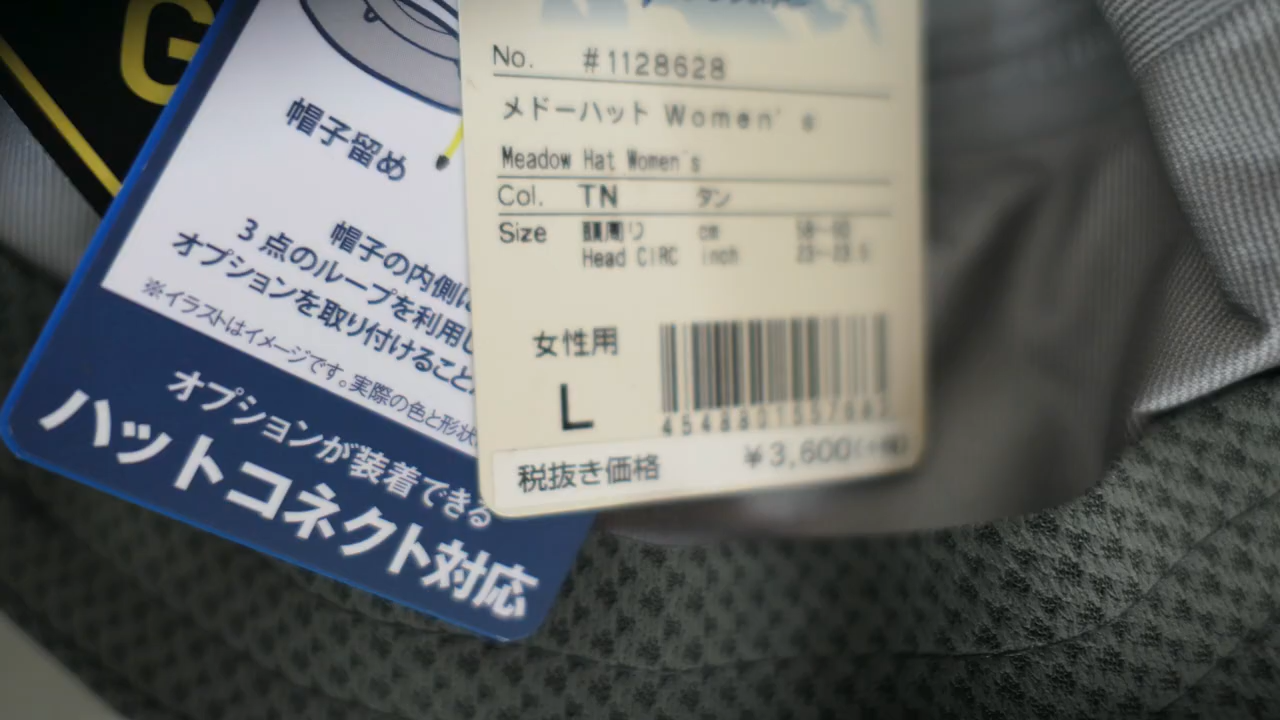 G
帽子留め
帽子の内側に
3点のループを利用し
オプションを取り付けること
※イラストはイメージです。実際の色と形状
オプションが装着できる
ハットコネクト対応
No. #1128628
メドーハット Women's
Meadow Hat Women's
Col. TN タン
Size 頭周り cm
Head CIRC inch
女性用
L
税抜き価格 ¥3,600